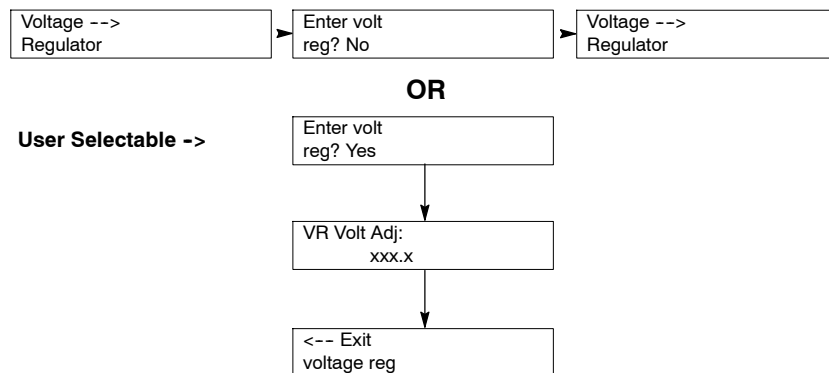 Voltage -->
Regulator
Enter volt
reg? No
Voltage -->
Regulator
OR
User Selectable ->
Enter volt
reg? Yes
VR Volt Adj:
xxx.x
<-- Exit
voltage reg